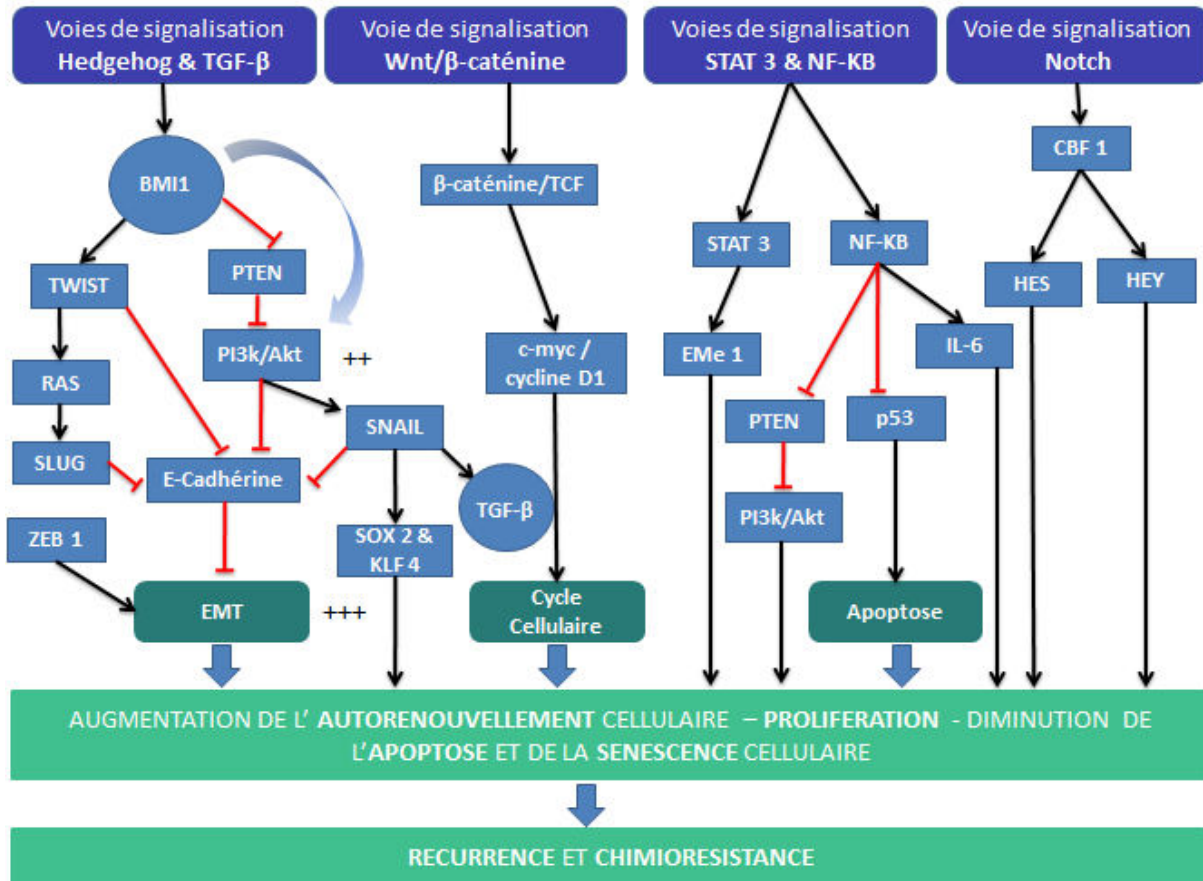 Voies de signalisation
Hedgehog & TGF-β
Voie de signalisation
Wnt/β-caténine
Voies de signalisation
STAT 3 & NF-KB
Voie de signalisation
Notch
BMI1
β-caténine/TCF
CBF 1
TWIST
PTEN
STAT 3
NF-KB
HES
HEY
PI3k/Akt
++
c-myc /
cycline D1
EMe 1
IL-6
RAS
SNAIL
PTEN
p53
SLUG
E-Cadhérine
TGF-β
PI3k/Akt
ZEB 1
SOX 2 &
KLF 4
EMT
+++
Cycle
Cellulaire
Apoptose
AUGMENTATION DE L’ AUTORENOUVELLEMENT CELLULAIRE – PROLIFERATION - DIMINUTION DE
L’APOPTOSE ET DE LA SENESCENCE CELLULAIRE
RECURRENCE ET CHIMIORESISTANCE